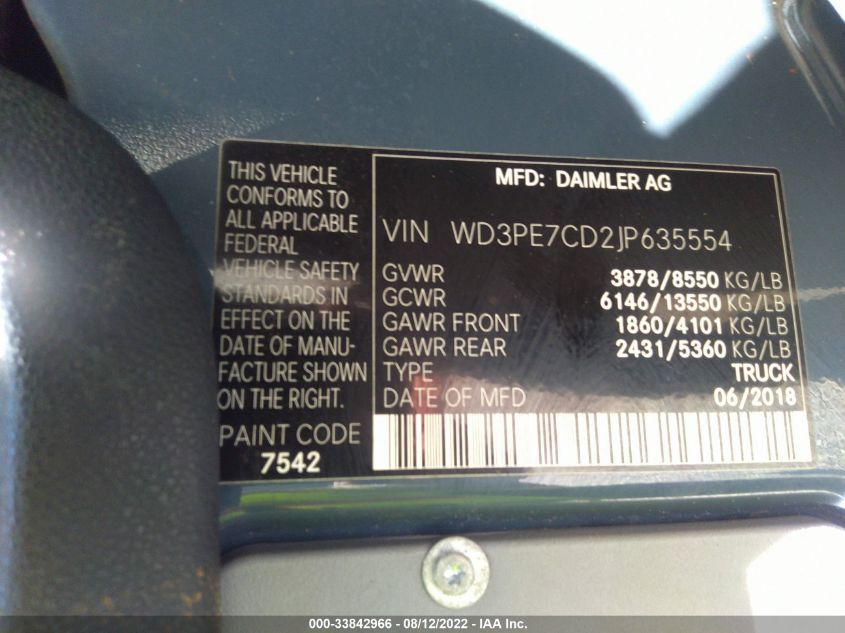 THIS VEHICLE
CONFORMS TO
ALL APPLICABLE
FEDERAL
VEHICLE SAFETY
STANDARDS IN
EFFECT ON THE
DATE OF MANU-
FACTURE SHOWN
ON THE RIGHT.
PAINT CODE
7542
MFD: DAIMLER AG
VIN WD3PE7CD2JP635554
GVWR 3878/8550 KG/LB
GCWR 6146/13550 KG/LB
GAWR FRONT 1860/4101 KG/LB
GAWR REAR 2431/5360 KG/LB
TYPE TRUCK
DATE OF MFD 06/2018
000-33842966 - 08/12/2022 - IAA Inc.